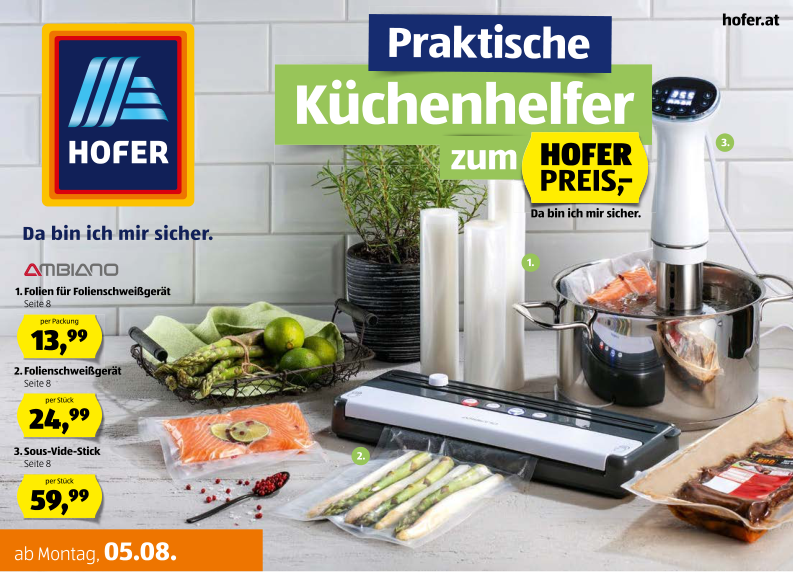 hofer.at
Praktische
Küchenhelfer
zum
HOFER
PREIS,-
Da bin ich mir sicher.
HOFER
Da bin ich mir sicher.
AMBIANO
1. Folien für Folienschweißgerät
Seite 8
per Packung
13,99
2. Folienschweißgerät
Seite 8
per Stück
24,99
3. Sous-Vide-Stick
Seite 8
per Stück
59,99
ab Montag, 05.08.
3.
1.
2.
AMBIANO